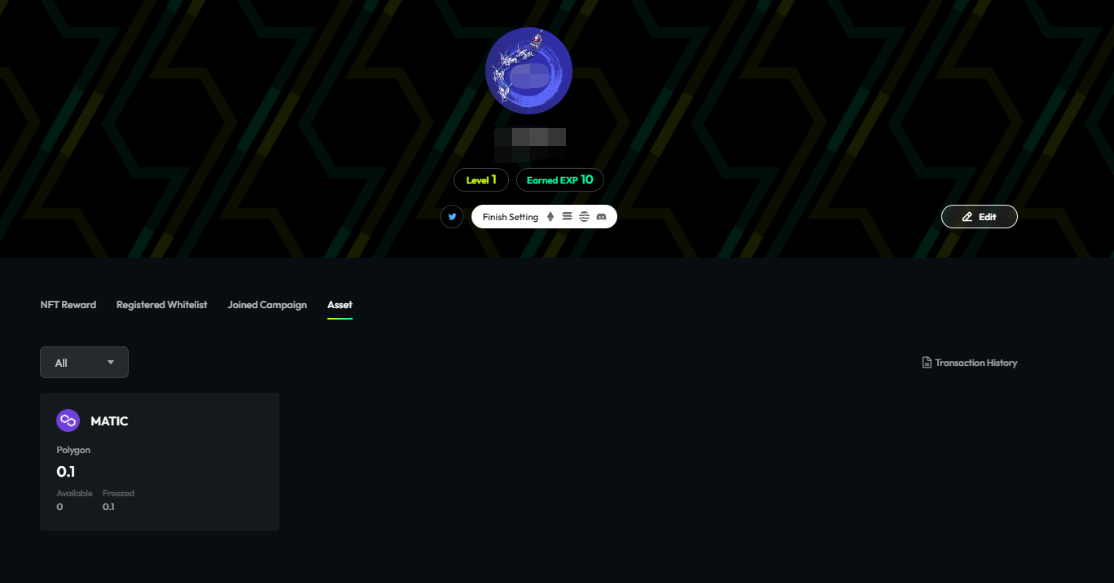 Level 1 Earned EXP 10
Finish Setting
Edit
NFT Reward Registered Whitelist Joined Campaign Asset
All
Transaction History
MATIC
Polygon
0.1
Available Freezed
0 0.1